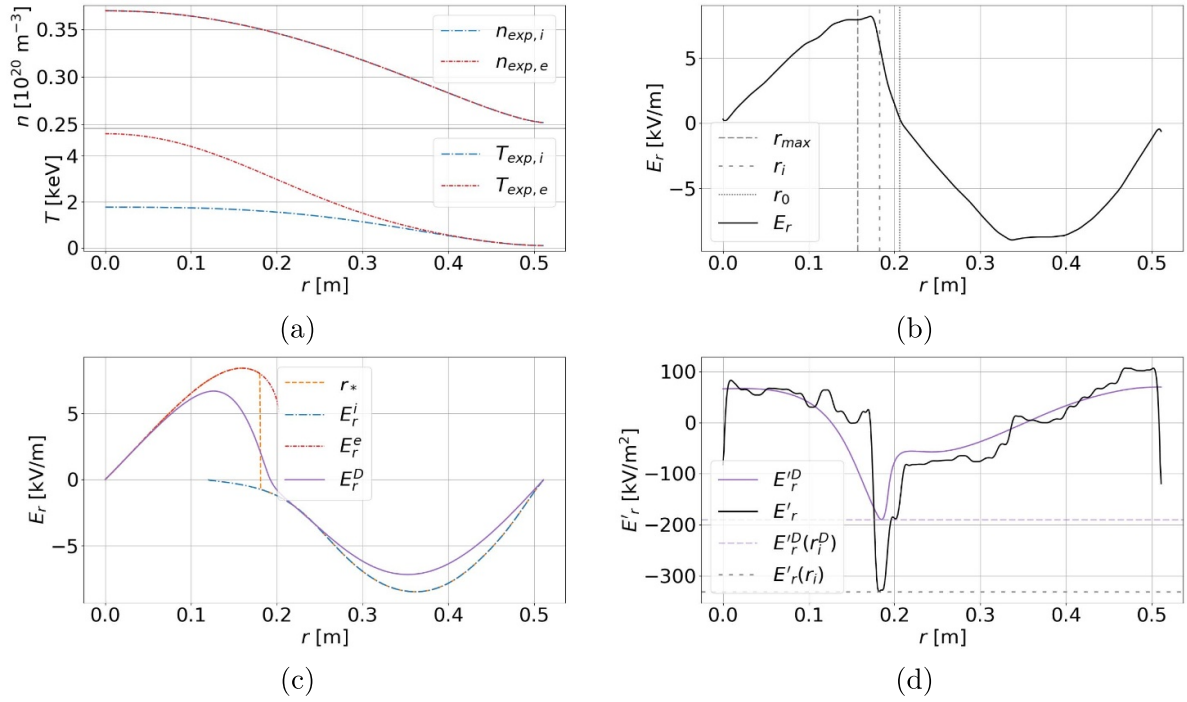 n [10^20 m^−3]
0.35
0.30
0.25
n_exp,i
n_exp,e
T [keV]
4
2
0
T_exp,i
T_exp,e
0.0 0.1 0.2 0.3 0.4 0.5
r [m]
(a)
E_r [kV/m]
5
0
−5
r_max
r_i
r_0
E_r
0.0 0.1 0.2 0.3 0.4 0.5
r [m]
(b)
E_r [kV/m]
5
0
−5
r_*
E_r^i
E_r^e
E_r^D
0.0 0.1 0.2 0.3 0.4 0.5
r [m]
(c)
E'_r [kV/m^2]
100
0
−100
−200
−300
E'_r^D
E'_r
E'_r^D(r_i^D)
E'_r(r_i)
0.0 0.1 0.2 0.3 0.4 0.5
r [m]
(d)